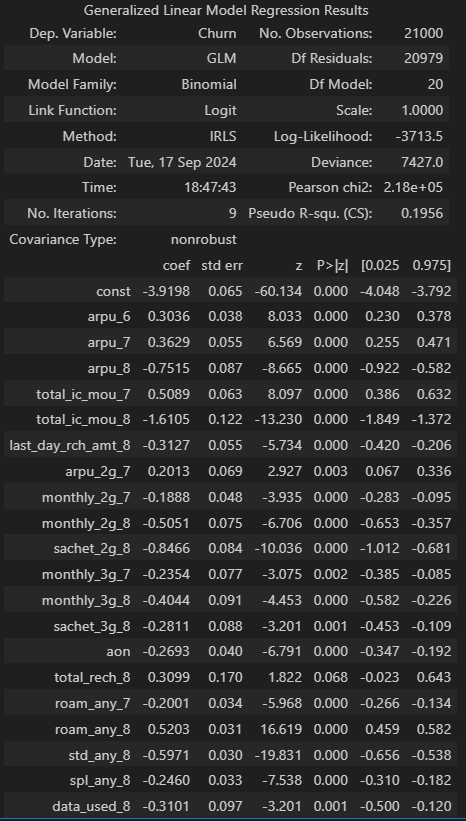 Generalized Linear Model Regression Results
Dep. Variable: Churn No. Observations: 21000
Model: GLM Df Residuals: 20979
Model Family: Binomial Df Model: 20
Link Function: Logit Scale: 1.0000
Method: IRLS Log-Likelihood: -3713.5
Date: Tue, 17 Sep 2024 Deviance: 7427.0
Time: 18:47:43 Pearson chi2: 2.18e+05
No. Iterations: 9 Pseudo R-squ. (CS): 0.1956
Covariance Type: nonrobust
coef std err z P>|z| [0.025 0.975]
const -3.9198 0.065 -60.134 0.000 -4.048 -3.792
arpu_6 0.3036 0.038 8.033 0.000 0.230 0.378
arpu_7 0.3629 0.055 6.569 0.000 0.255 0.471
arpu_8 -0.7515 0.087 -8.665 0.000 -0.922 -0.582
total_ic_mou_7 0.5089 0.063 8.097 0.000 0.386 0.632
total_ic_mou_8 -1.6105 0.122 -13.230 0.000 -1.849 -1.372
last_day_rch_amt_8 -0.3127 0.055 -5.734 0.000 -0.420 -0.206
arpu_2g_7 0.2013 0.069 2.927 0.003 0.067 0.336
monthly_2g_7 -0.1888 0.048 -3.935 0.000 -0.283 -0.095
monthly_2g_8 -0.5051 0.075 -6.706 0.000 -0.653 -0.357
sachet_2g_8 -0.8466 0.084 -10.036 0.000 -1.012 -0.681
monthly_3g_7 -0.2354 0.077 -3.075 0.002 -0.385 -0.085
monthly_3g_8 -0.4044 0.091 -4.453 0.000 -0.582 -0.226
sachet_3g_8 -0.2811 0.088 -3.201 0.001 -0.453 -0.109
aon -0.2693 0.040 -6.791 0.000 -0.347 -0.192
total_rech_8 0.3099 0.170 1.822 0.068 -0.023 0.643
roam_any_7 -0.2001 0.034 -5.968 0.000 -0.266 -0.134
roam_any_8 0.5203 0.031 16.619 0.000 0.459 0.582
std_any_8 -0.5971 0.030 -19.831 0.000 -0.656 -0.538
spl_any_8 -0.2460 0.033 -7.538 0.000 -0.310 -0.182
data_used_8 -0.3101 0.097 -3.201 0.001 -0.500 -0.120